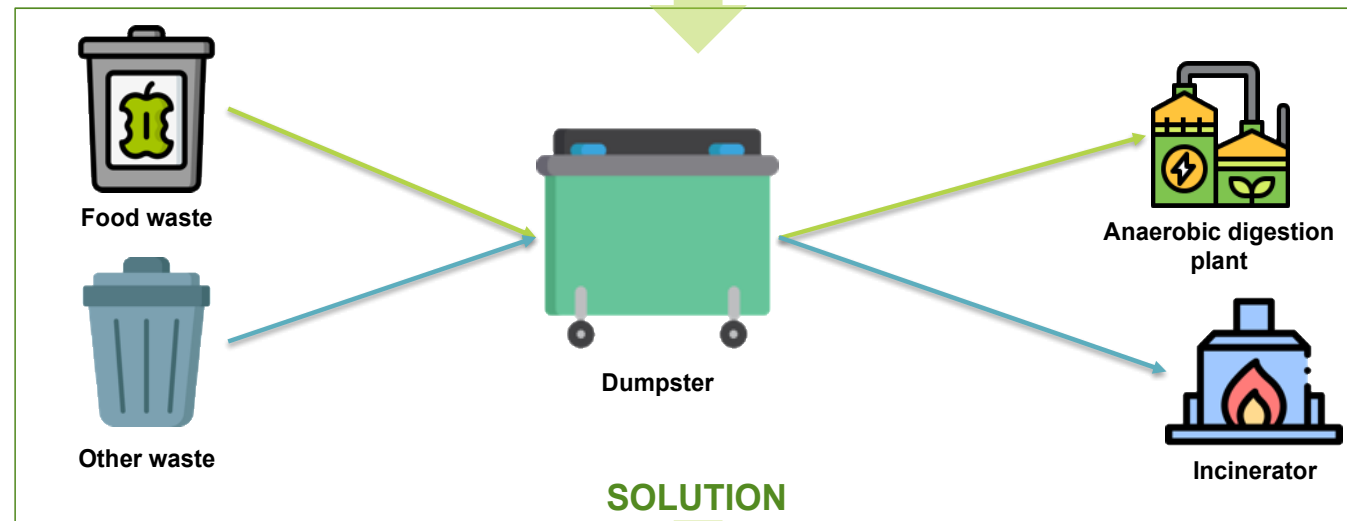 Food waste
Anaerobic digestion
plant
Dumpster
Other waste
Incinerator
SOLUTION